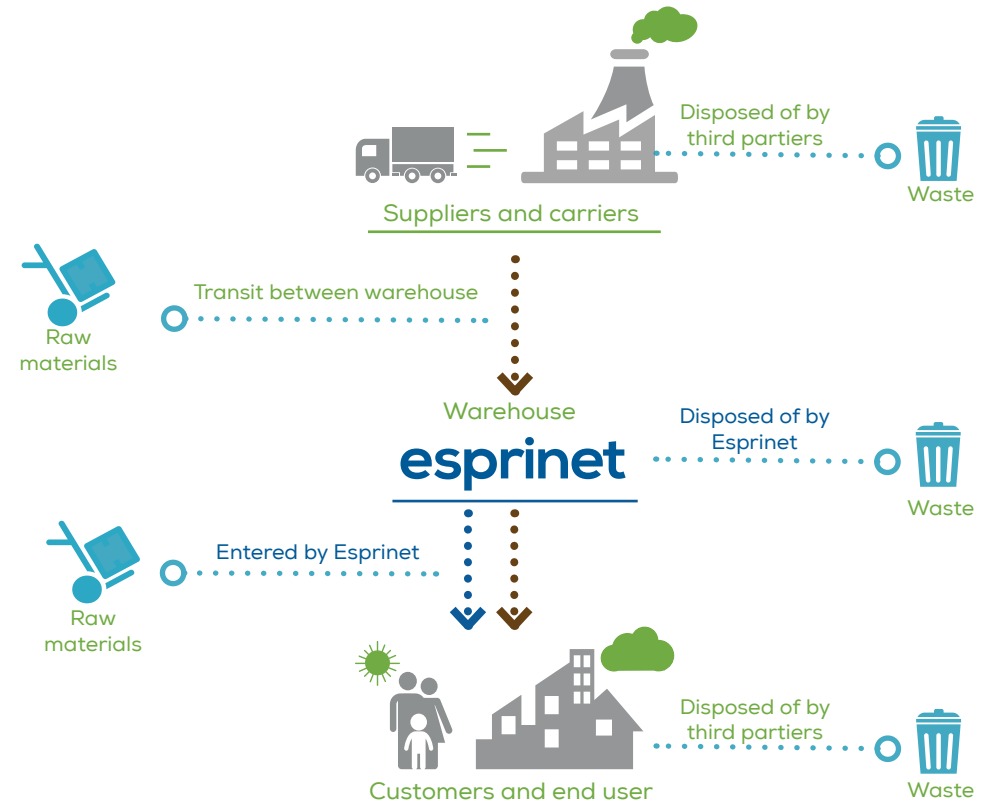 Disposed of by
third partiers
Waste
Suppliers and carriers
Transit between warehouse
Raw
materials
Warehouse
esprinet
Disposed of by
Esprinet
Waste
Entered by Esprinet
Raw
materials
Disposed of by
third partiers
Waste
Customers and end user